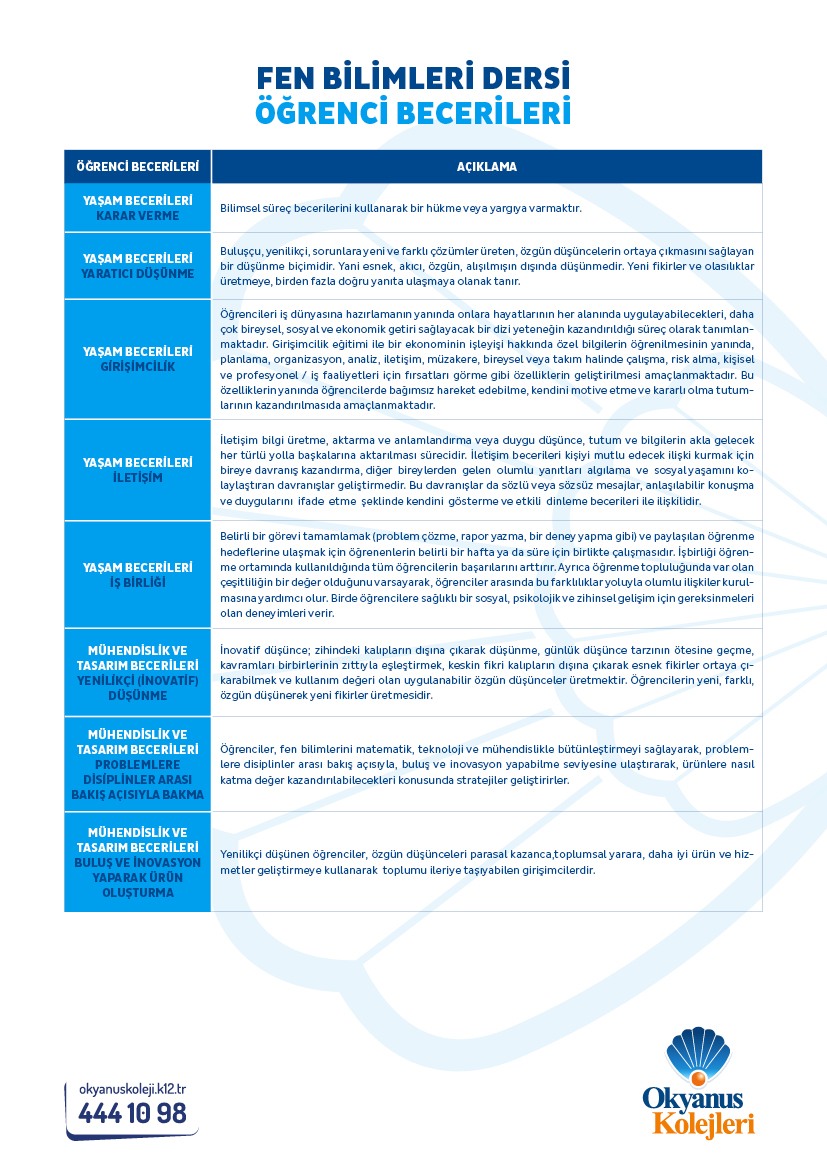 FEN BİLİMLERİ DERSİ
ÖĞRENCİ BECERİLERİ
ÖĞRENCİ BECERİLERİ
AÇIKLAMA
YAŞAM BECERİLERİ
KARAR VERME
Bilimsel süreç becerilerini kullanarak bir hükme veya yargıya varmaktır.
YAŞAM BECERİLERİ
YARATICI DÜŞÜNME
Buluşçu, yenilikçi, sorunlara yeni ve farklı çözümler üreten, özgün düşüncelerin ortaya çıkmasını sağlayan
bir düşünme biçimidir. Yani esnek, akıcı, özgün, alışılmışın dışında düşünmedir. Yeni fikirler ve olasılıklar
üretmeye, birden fazla doğru yanıta ulaşmaya olanak tanır.
YAŞAM BECERİLERİ
GİRİŞİMCİLİK
Öğrencileri iş dünyasına hazırlamanın yanında onlara hayatlarının her alanında uygulayabilecekleri, daha
çok bireysel, sosyal ve ekonomik getiri sağlayacak bir dizi yeteneğin kazandırıldığı süreç olarak tanımlan-
maktadır. Girişimcilik eğitimi ile bir ekonominin işleyişi hakkında özel bilgilerin öğrenilmesinin yanında,
planlama, organizasyon, analiz, iletişim, müzakere, bireysel veya takım halinde çalışma, risk alma, kişisel
ve profesyonel / iş faaliyetleri için fırsatları görme gibi özelliklerin geliştirilmesi amaçlanmaktadır. Bu
özelliklerin yanında öğrencilerde bağımsız hareket edebilme, kendini motive etme ve kararlı olma tutum-
larının kazandırılmasıda amaçlanmaktadır.
YAŞAM BECERİLERİ
İLETİŞİM
İletişim bilgi üretme, aktarma ve anlamlandırma veya duygu düşünce, tutum ve bilgilerin akla gelecek
her türlü yolla başkalarına aktarılması sürecidir. İletişim becerileri kişiyi mutlu edecek ilişki kurmak için
bireye davranış kazandırma, diğer bireylerden gelen olumlu yanıtları algılama ve sosyal yaşamını ko-
laylaştıran davranışlar geliştirmedir. Bu davranışlar da sözlü veya sözsüz mesajlar, anlaşılabilir konuşma
ve duygularını ifade etme şeklinde kendini gösterme ve etkili dinleme becerileri ile ilişkilidir.
YAŞAM BECERİLERİ
İŞ BİRLİĞİ
Belirli bir görevi tamamlamak (problem çözme, rapor yazma, bir deney yapma gibi) ve paylaşılan öğrenme
hedeflerine ulaşmak için öğrenenlerin belirli bir hafta ya da süre için birlikte çalışmasıdır. İşbirliği öğren-
me ortamında kullanıldığında tüm öğrencilerin başarılarını arttırır. Ayrıca öğrenme topluluğunda var olan
çeşitliliğin bir değer olduğunu varsayarak, öğrenciler arasında bu farklılıklar yoluyla olumlu ilişkiler kurul-
masına yardımcı olur. Birde öğrencilere sağlıklı bir sosyal, psikolojik ve zihinsel gelişim için gereksinmeleri
olan deneyimleri verir.
MÜHENDİSLİK VE
TASARIM BECERİLERİ
YENİLİKÇİ (İNOVATİF)
DÜŞÜNME
İnovatif düşünce; zihindeki kalıpların dışına çıkarak düşünme, günlük düşünce tarzının ötesine geçme,
kavramları birbirlerinin zıttıyla eşleştirmek, keskin fikri kalıpların dışına çıkarak esnek fikirler ortaya çı-
karabilmek ve kullanım değeri olan uygulanabilir özgün düşünceler üretmektir. Öğrencilerin yeni, farklı,
özgün düşünerek yeni fikirler üretmesidir.
MÜHENDİSLİK VE
TASARIM BECERİLERİ
PROBLEMLERE
DİSİPLİNLER ARASI
BAKIŞ AÇISIYLA BAKMA
Öğrenciler, fen bilimlerini matematik, teknoloji ve mühendislikle bütünleştirmeyi sağlayarak, problem-
lere disiplinler arası bakış açısıyla, buluş ve inovasyon yapabilme seviyesine ulaştırarak, ürünlere nasıl
katma değer kazandırılabilecekleri konusunda stratejiler geliştirirler.
MÜHENDİSLİK VE
TASARIM BECERİLERİ
BULUŞ VE İNOVASYON
YAPARAK ÜRÜN
OLUŞTURMA
Yenilikçi düşünen öğrenciler, özgün düşünceleri parasal kazanca,toplumsal yarara, daha iyi ürün ve hiz-
metler geliştirmeye kullanarak toplumu ileriye taşıyabilen girişimcilerdir.
okyanuskoleji.k12.tr
444 10 98
Okyanus
Kolejleri